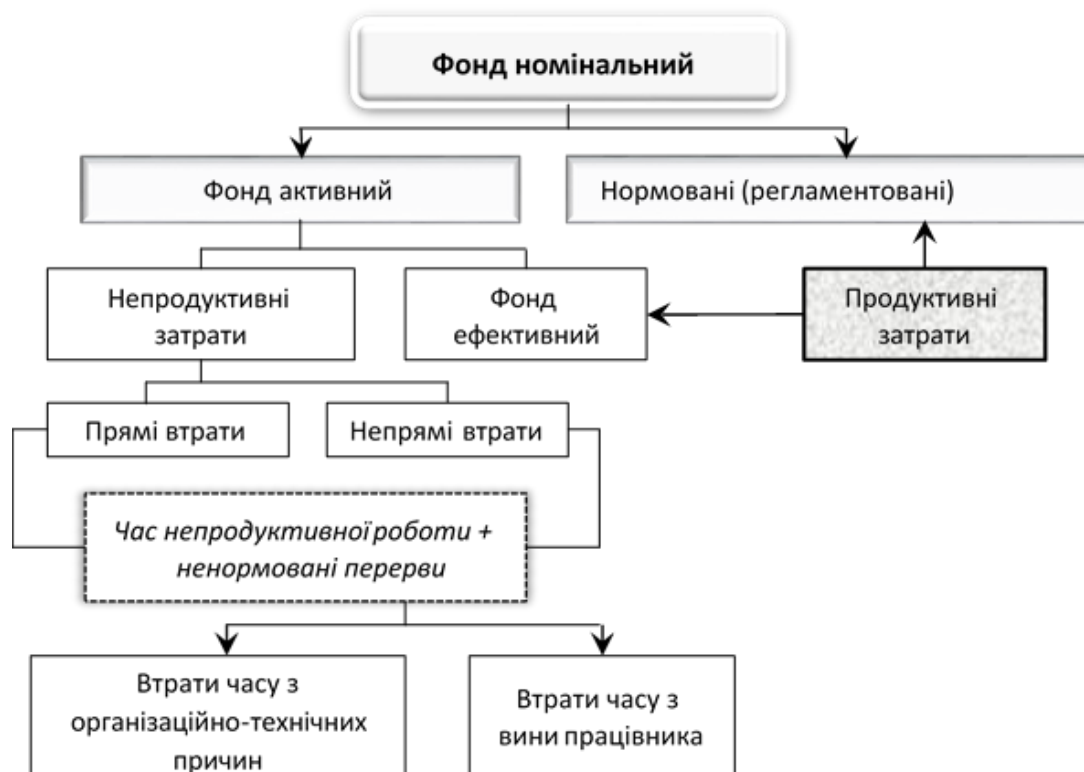 Фонд номінальний
Фонд активний
Нормовані (регламентовані)
Непродуктивні
затрати
Фонд
ефективний
Продуктивні
затрати
Прямі втрати
Непрямі втрати
Час непродуктивної роботи +
ненормовані перерви
Втрати часу з
організаційно-технічних
причин
Втрати часу з
вини працівника